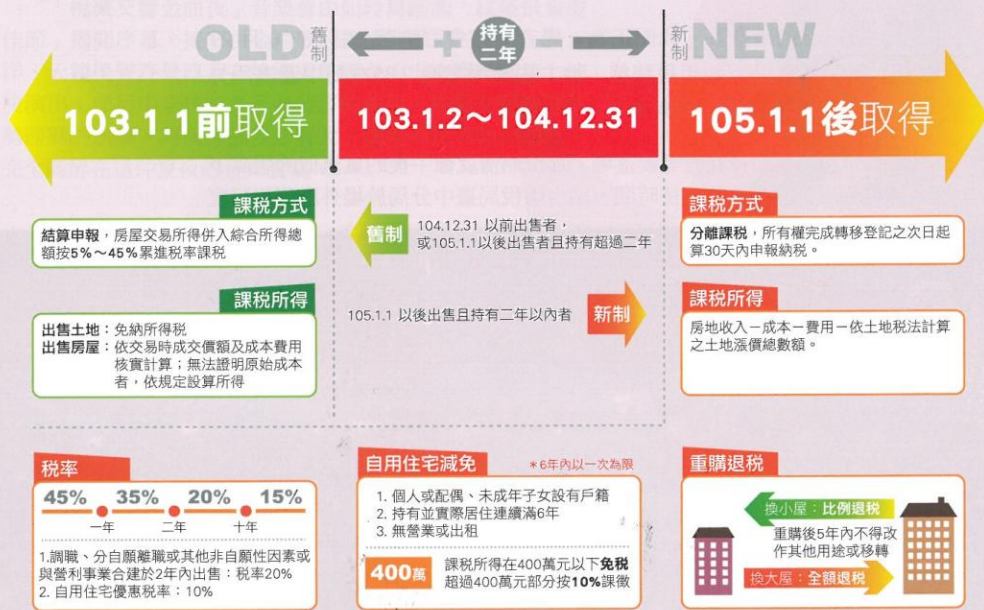 OLD 舊制
持有二年
新制 NEW
103.1.1前取得
103.1.2～104.12.31
105.1.1後取得
課稅方式
結算申報，房屋交易所得併入綜合所得總
額按5%～45%累進稅率課稅
課稅所得
出售土地：免納所得稅
出售房屋：依交易時成交價額及成本費用
核實計算；無法證明原始成本
者，依規定設算所得
舊制
104.12.31 以前出售者，
或105.1.1以後出售者且持有超過二年
105.1.1 以後出售且持有二年以內者
新制
課稅方式
分離課稅，所有權完成轉移登記之次日起
算30天內申報納稅。
課稅所得
房地收入－成本－費用－依土地稅法計算
之土地漲價總數額。
稅率
45% 35% 20% 15%
一年 二年 十年
1.調職、分自願離職或其他非自願性因素或
與營利事業合建於2年內出售：稅率20%
2. 自用住宅優惠稅率：10%
自用住宅減免
*6年內以一次為限
1. 個人或配偶、未成年子女設有戶籍
2. 持有並實際居住連續滿6年
3. 無營業或出租
400萬
課稅所得在400萬元以下免稅
超過400萬元部分按10%課徵
重購退稅
換小屋：比例退稅
重購後5年內不得改
作其他用途或移轉
換大屋：全額退稅